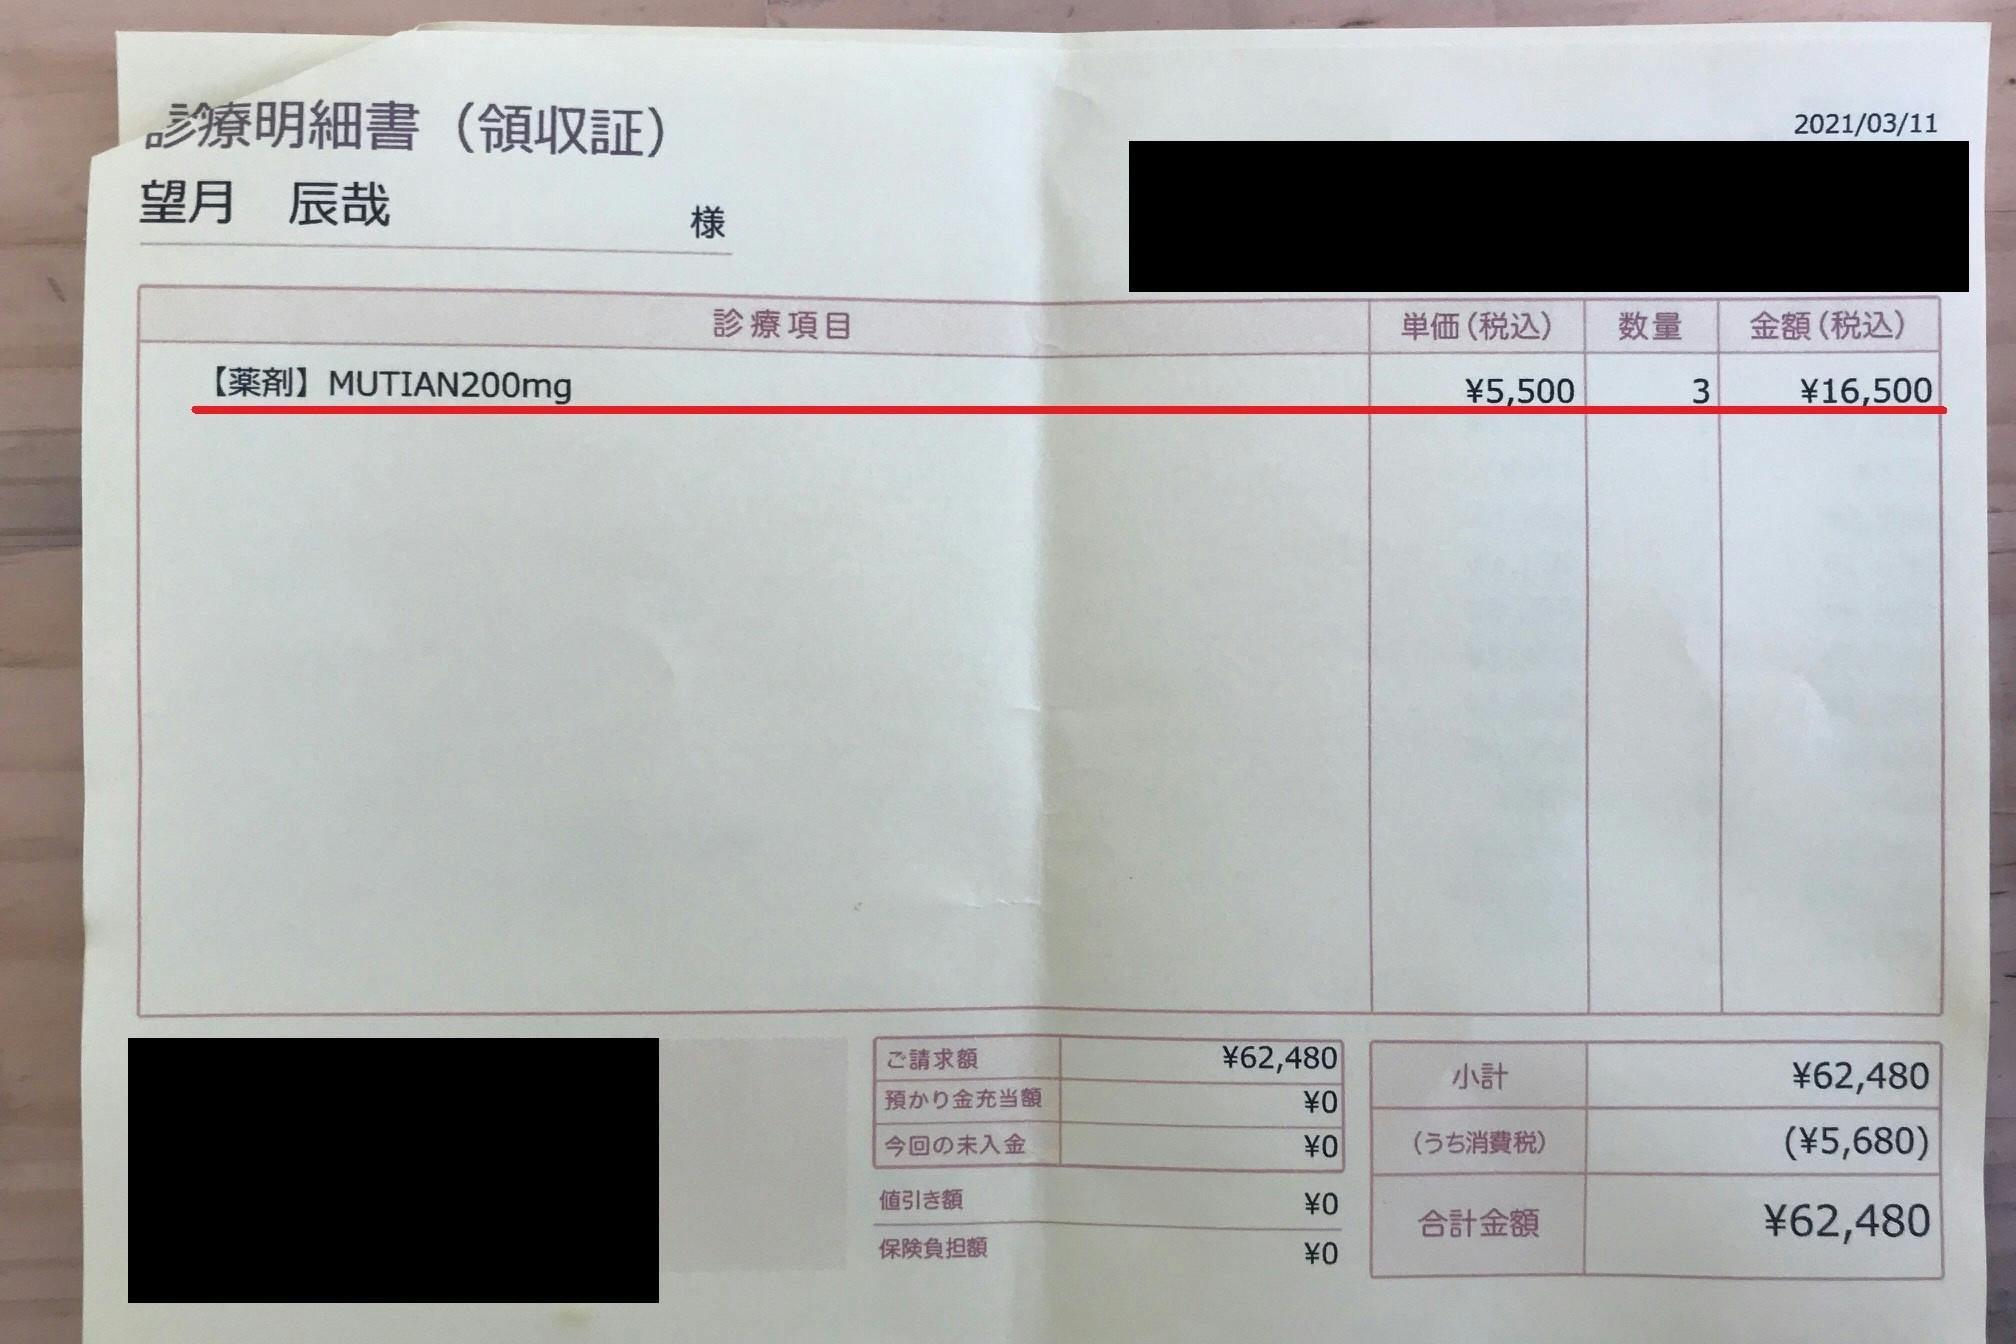 診療明細書（領収証）
2021/03/11
望月　辰哉　様
診療項目　単価（税込）　数量　金額（税込）
【薬剤】MUTIAN200mg　¥5,500　3　¥16,500
ご請求額　¥62,480
預かり金充当額　¥0
今回の未入金　¥0
値引き額　¥0
保険負担額　¥0
小計　¥62,480
（うち消費税）　(¥5,680)
合計金額　¥62,480